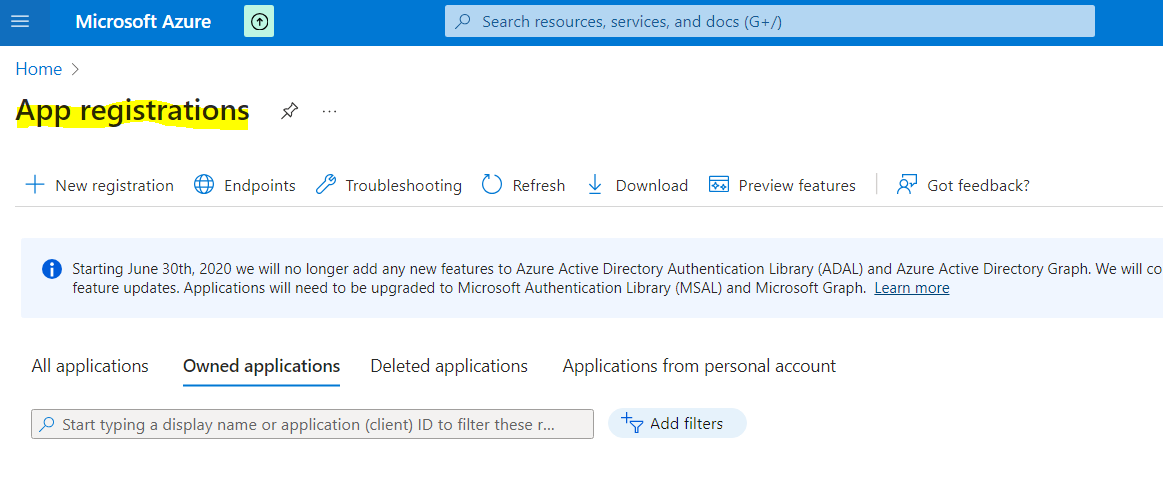 Microsoft Azure
Search resources, services, and docs (G+/)
Home
App registrations
New registration Endpoints Troubleshooting Refresh Download Preview features Got feedback?
Starting June 30th, 2020 we will no longer add any new features to Azure Active Directory Authentication Library (ADAL) and Azure Active Directory Graph. We will co
feature updates. Applications will need to be upgraded to Microsoft Authentication Library (MSAL) and Microsoft Graph. Learn more
All applications Owned applications Deleted applications Applications from personal account
Start typing a display name or application (client) ID to filter these r... Add filters